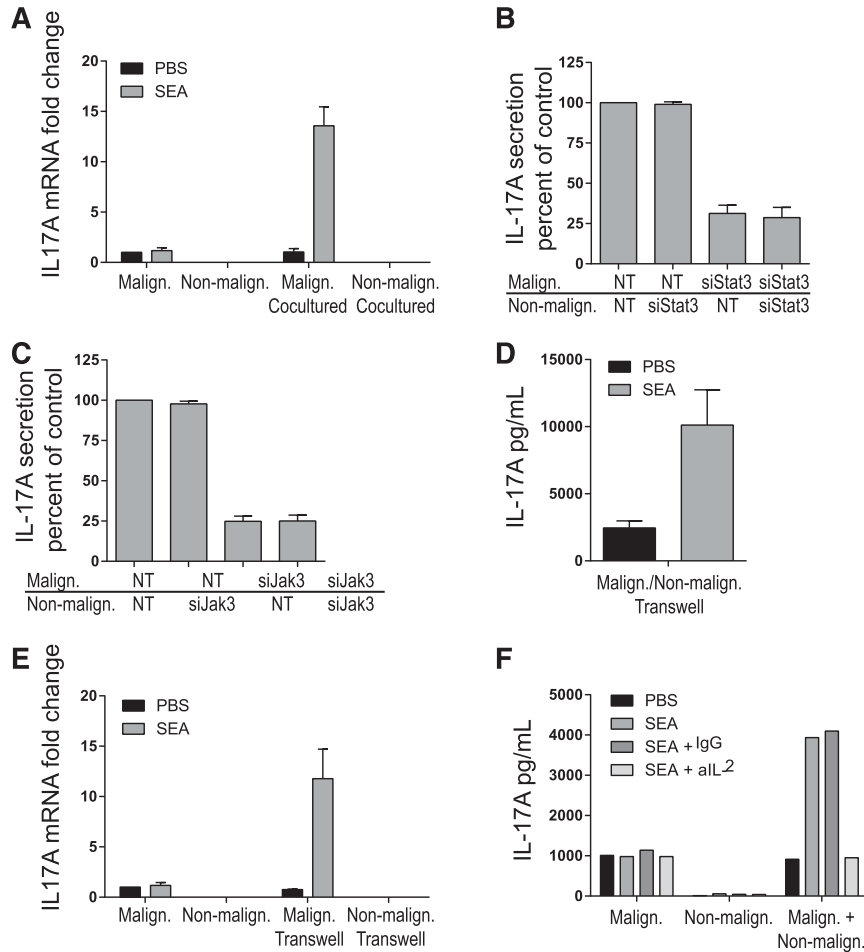 A
IL17A mRNA fold change
20
15
10
5
0
PBS
SEA
Malign. Non-malign. Malign. Non-malign.
Cocultured Cocultured
B
IL-17A secretion
percent of control
125
100
75
50
25
0
Malign. NT NT siStat3 siStat3
Non-malign. NT siStat3 NT siStat3
C
IL-17A secretion
percent of control
125
100
75
50
25
0
Malign. NT NT siJak3 siJak3
Non-malign. NT siJak3 NT siJak3
D
IL-17A pg/mL
15000
10000
5000
0
PBS
SEA
Malign./Non-malign.
Transwell
E
IL17A mRNA fold change
20
15
10
5
0
PBS
SEA
Malign. Non-malign. Malign. Non-malign.
Transwell Transwell
F
IL-17A pg/mL
5000
4000
3000
2000
1000
0
PBS
SEA
SEA + IgG
SEA + aIL-2
Malign. Non-malign. Malign. +
Non-malign.